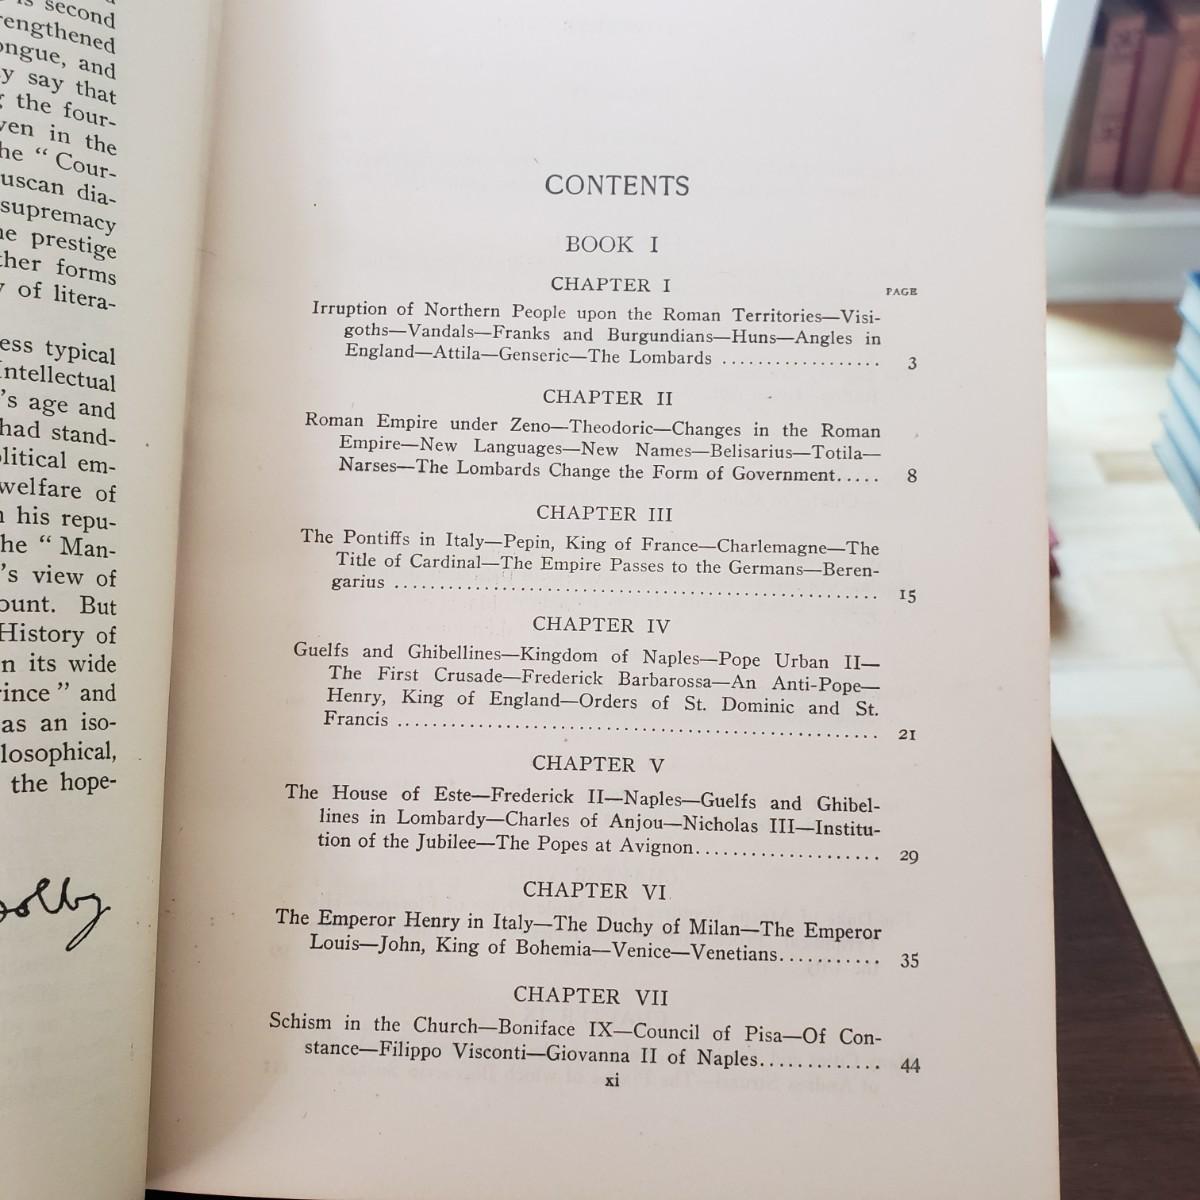 s second
rengthened
ongue, and
y say that
g the four-
ven in the
he “ Cour-
uscan dia-
supremacy
ne prestige
ther forms
y of litera-
ess typical
Intellectual
’s age and
had stand-
olitical em-
welfare of
n his repu-
he “ Man-
’s view of
ount. But
History of
n its wide
rince ” and
as an iso-
losophical,
the hope-
CONTENTS
BOOK I
CHAPTER I
PAGE
Irruption of Northern People upon the Roman Territories—Visi-
goths—Vandals—Franks and Burgundians—Huns—Angles in
England—Attila—Genseric—The Lombards ................. 3
CHAPTER II
Roman Empire under Zeno—Theodoric—Changes in the Roman
Empire—New Languages—New Names—Belisarius—Totila—
Narses—The Lombards Change the Form of Government..... 8
CHAPTER III
The Pontiffs in Italy—Pepin, King of France—Charlemagne—The
Title of Cardinal—The Empire Passes to the Germans—Beren-
garius .................................................... 15
CHAPTER IV
Guelfs and Ghibellines—Kingdom of Naples—Pope Urban II—
The First Crusade—Frederick Barbarossa—An Anti-Pope—
Henry, King of England—Orders of St. Dominic and St.
Francis .................................................... 21
CHAPTER V
The House of Este—Frederick II—Naples—Guelfs and Ghibel-
lines in Lombardy—Charles of Anjou—Nicholas III—Institu-
tion of the Jubilee—The Popes at Avignon.................... 29
CHAPTER VI
The Emperor Henry in Italy—The Duchy of Milan—The Emperor
Louis—John, King of Bohemia—Venice—Venetians........... 35
CHAPTER VII
Schism in the Church—Boniface IX—Council of Pisa—Of Con-
stance—Filippo Visconti—Giovanna II of Naples............. 44
xi